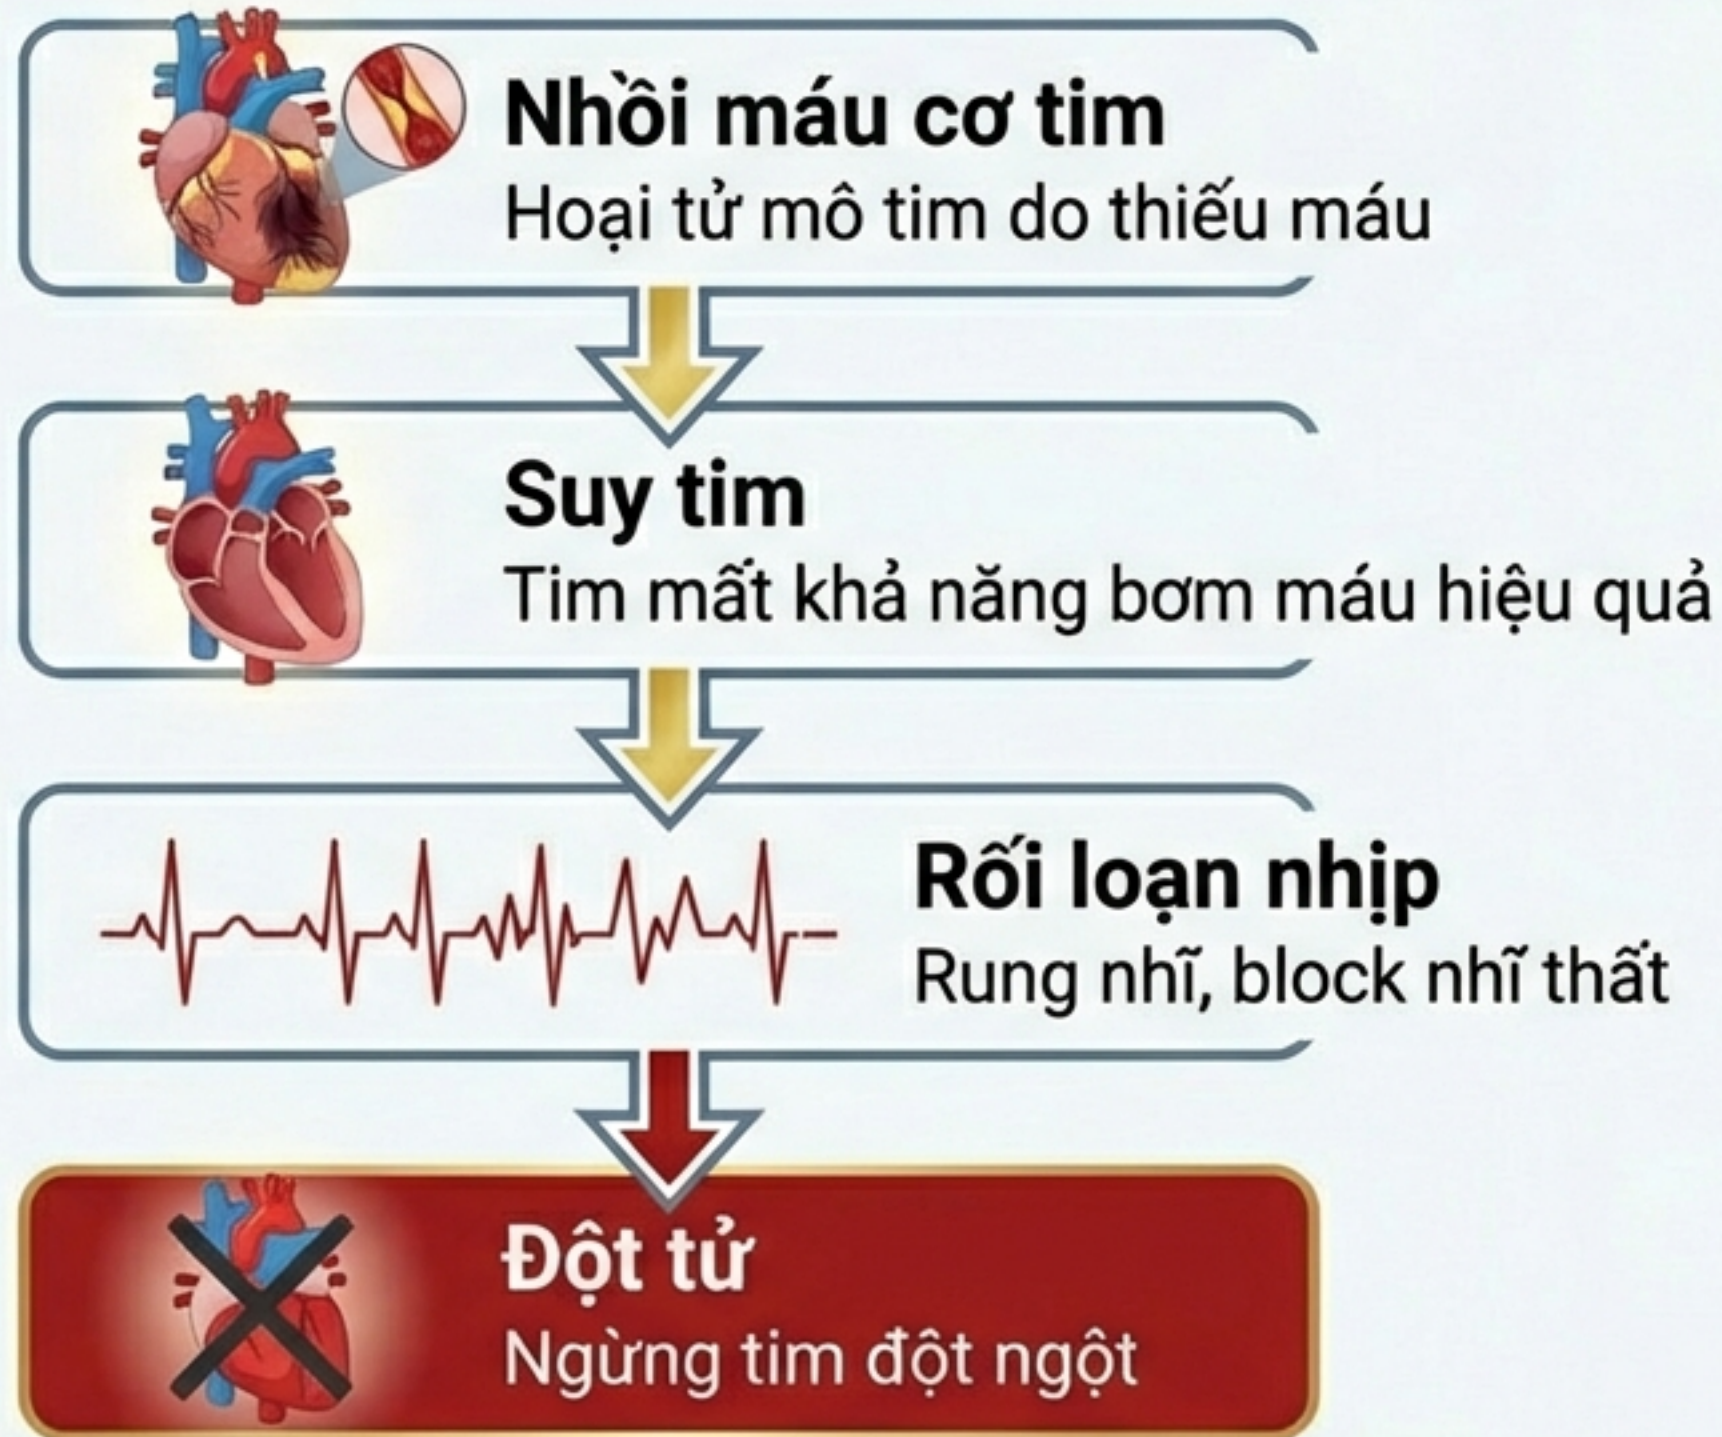 Nhồi máu cơ tim
Hoại tử mô tim do thiếu máu
Suy tim
Tim mất khả năng bơm máu hiệu quả
Rối loạn nhịp
Rung nhĩ, block nhĩ thất
Đột tử
Ngừng tim đột ngột